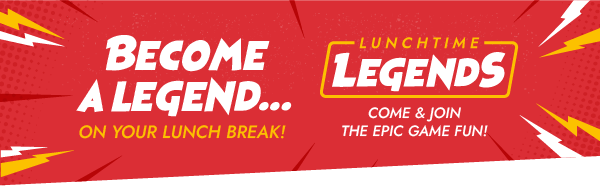 BECOME
A LEGEND...
ON YOUR LUNCH BREAK!
LUNCHTIME
LEGENDS
COME & JOIN
THE EPIC GAME FUN!